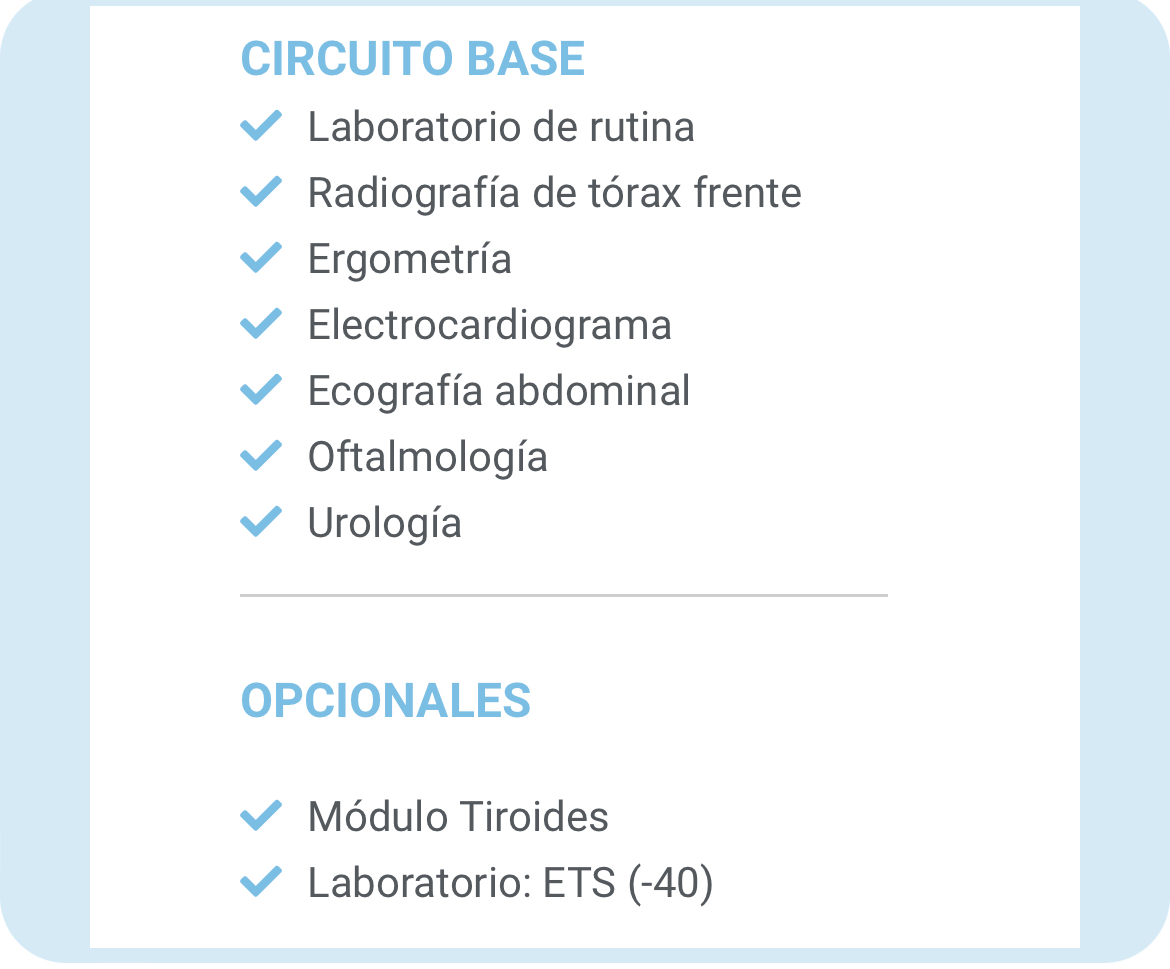 CIRCUITO BASE
Laboratorio de rutina
Radiografía de tórax frente
Ergometría
Electrocardiograma
Ecografía abdominal
Oftalmología
Urología
OPCIONALES
Módulo Tiroides
Laboratorio: ETS (-40)